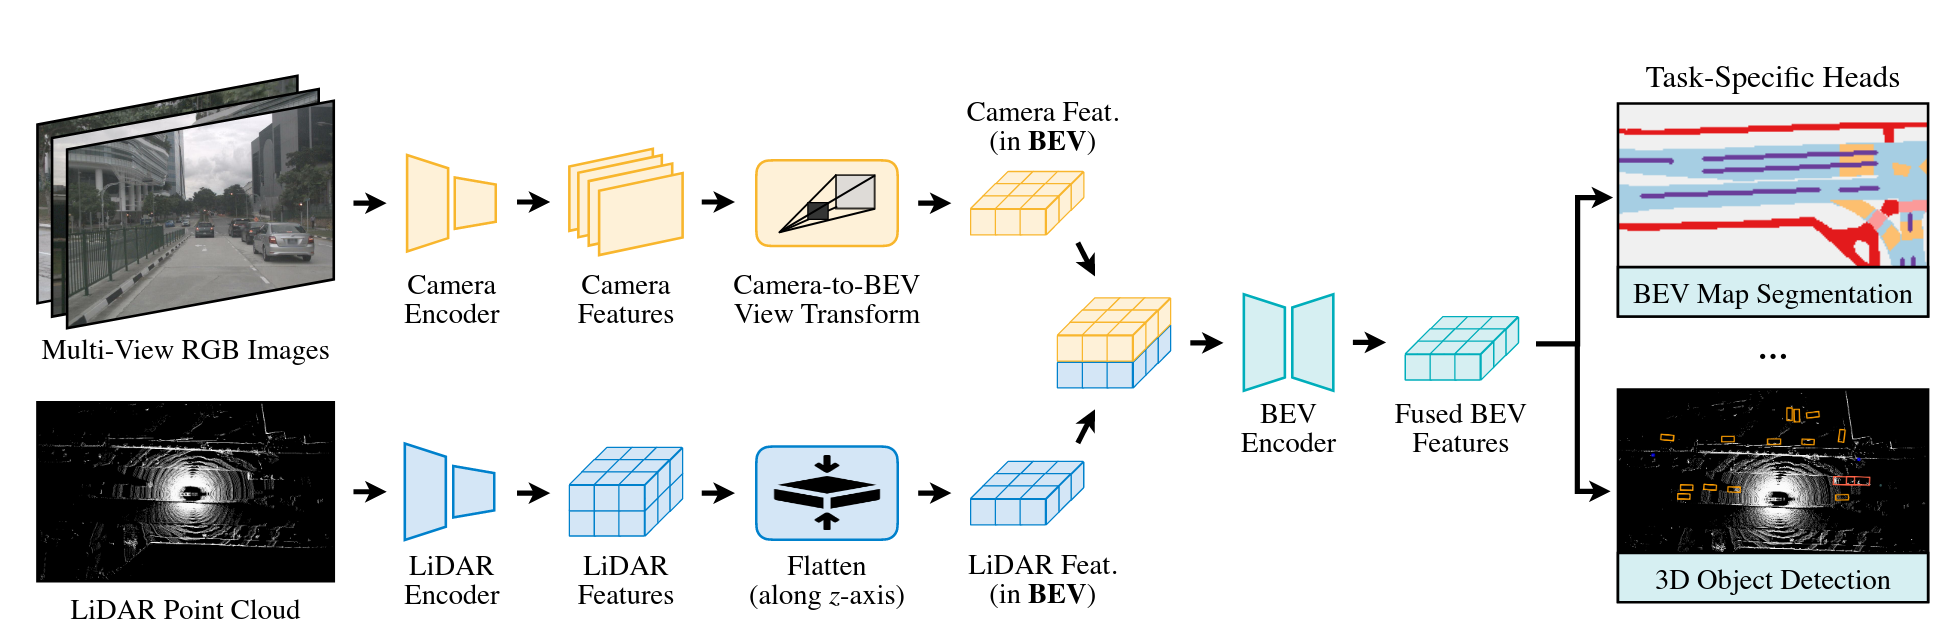 Multi-View RGB Images
Camera
Encoder
Camera
Features
Camera-to-BEV
View Transform
Camera Feat.
(in BEV)
LiDAR Point Cloud
LiDAR
Encoder
LiDAR
Features
Flatten
(along z-axis)
LiDAR Feat.
(in BEV)
BEV
Encoder
Fused BEV
Features
Task-Specific Heads
BEV Map Segmentation
...
3D Object Detection